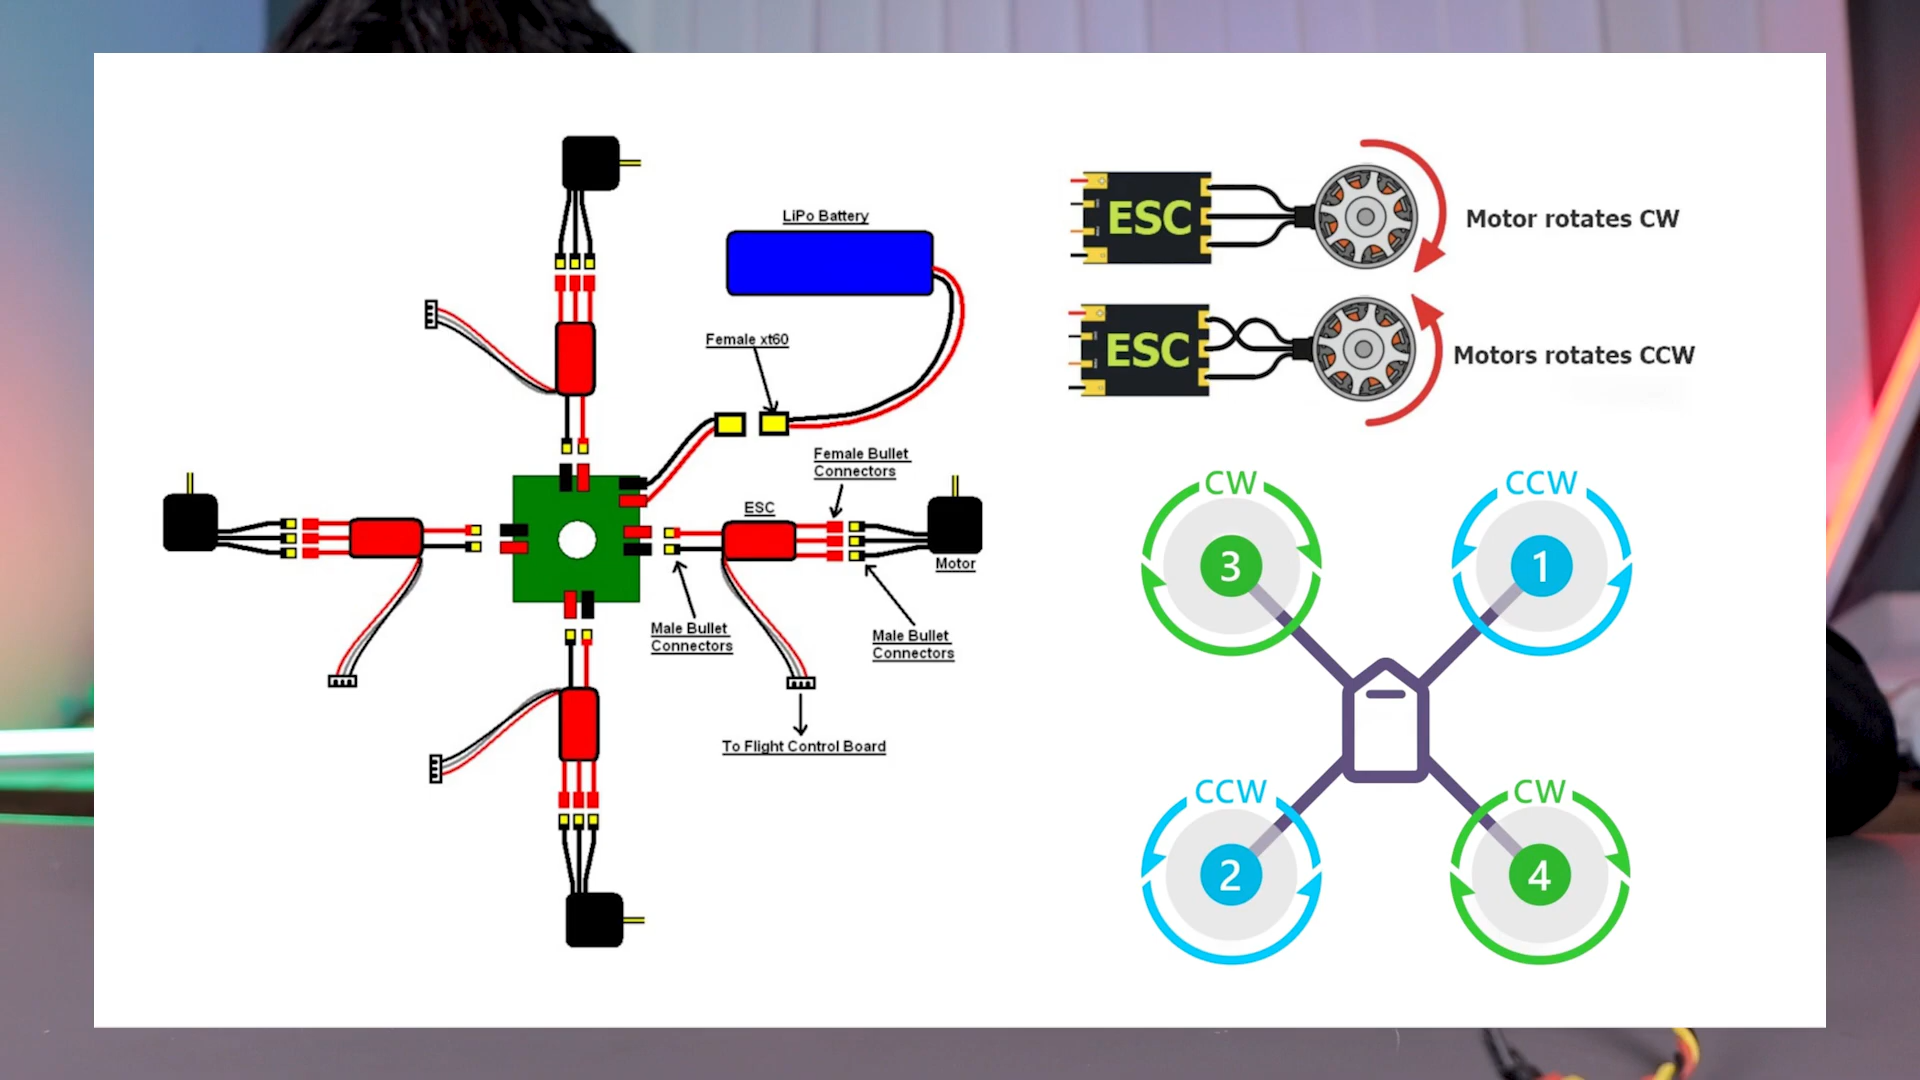 LiPo Battery
Female xt60
Female Bullet
Connectors
ESC
Motor
Male Bullet
Connectors
Male Bullet
Connectors
To Flight Control Board
ESC
Motor rotates CW
ESC
Motors rotates CCW
CW
CCW
3
1
CCW
CW
2
4